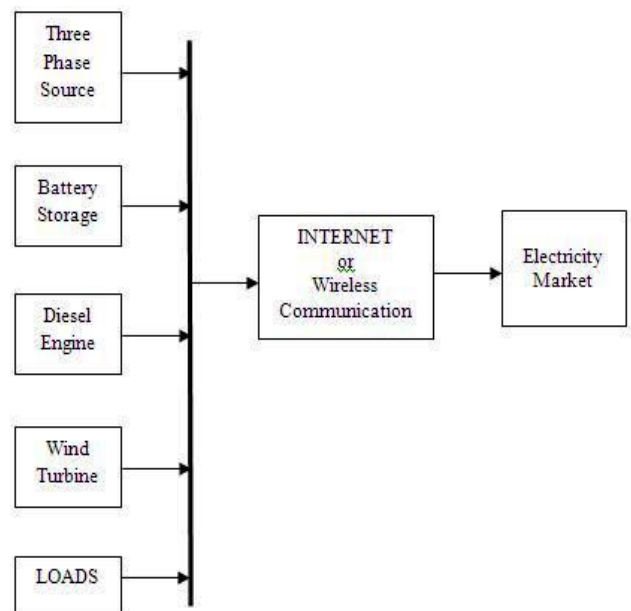 Three
Phase
Source
Battery
Storage
Diesel
Engine
Wind
Turbine
LOADS
INTERNET
or
Wireless
Communication
Electricity
Market